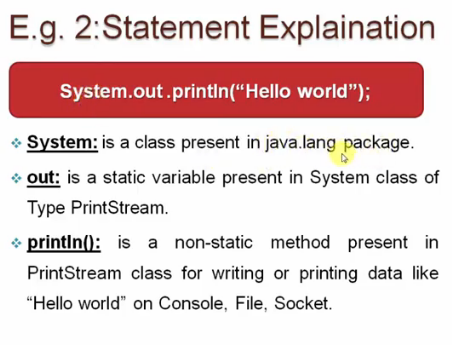 E.g. 2:Statement Explaination
System.out .println(“Hello world”);
System: is a class present in java.lang package.
out: is a static variable present in System class of
Type PrintStream.
println(): is a non-static method present in
PrintStream class for writing or printing data like
“Hello world” on Console, File, Socket.